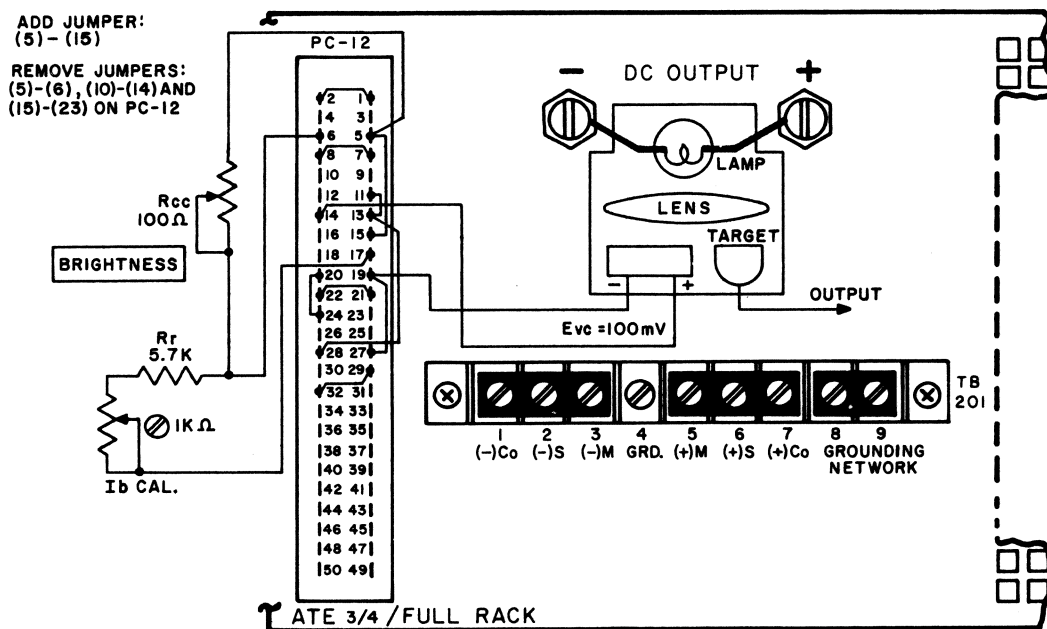 ADD JUMPER:
(5)-(15)
REMOVE JUMPERS:
(5)-(6), (10)-(14) AND
(15)-(23) ON PC-12
PC-12
2 1
4 3
6 5
8 7
10 9
12 11
14 13
16 15
18 17
20 19
22 21
24 23
26 25
28 27
30 29
32 31
34 33
36 35
38 37
40 39
42 41
44 43
46 45
48 47
50 49
Rcc
100Ω
BRIGHTNESS
Rr
5.7K
1KΩ
Ib CAL.
− DC OUTPUT +
LAMP
LENS
TARGET
− +
OUTPUT
Evc=100mV
TB
201
1 2 3 4 5 6 7 8 9
(-)Co (-)S (-)M GRD. (+)M (+)S (+)Co GROUNDING
NETWORK
ATE 3/4 / FULL RACK